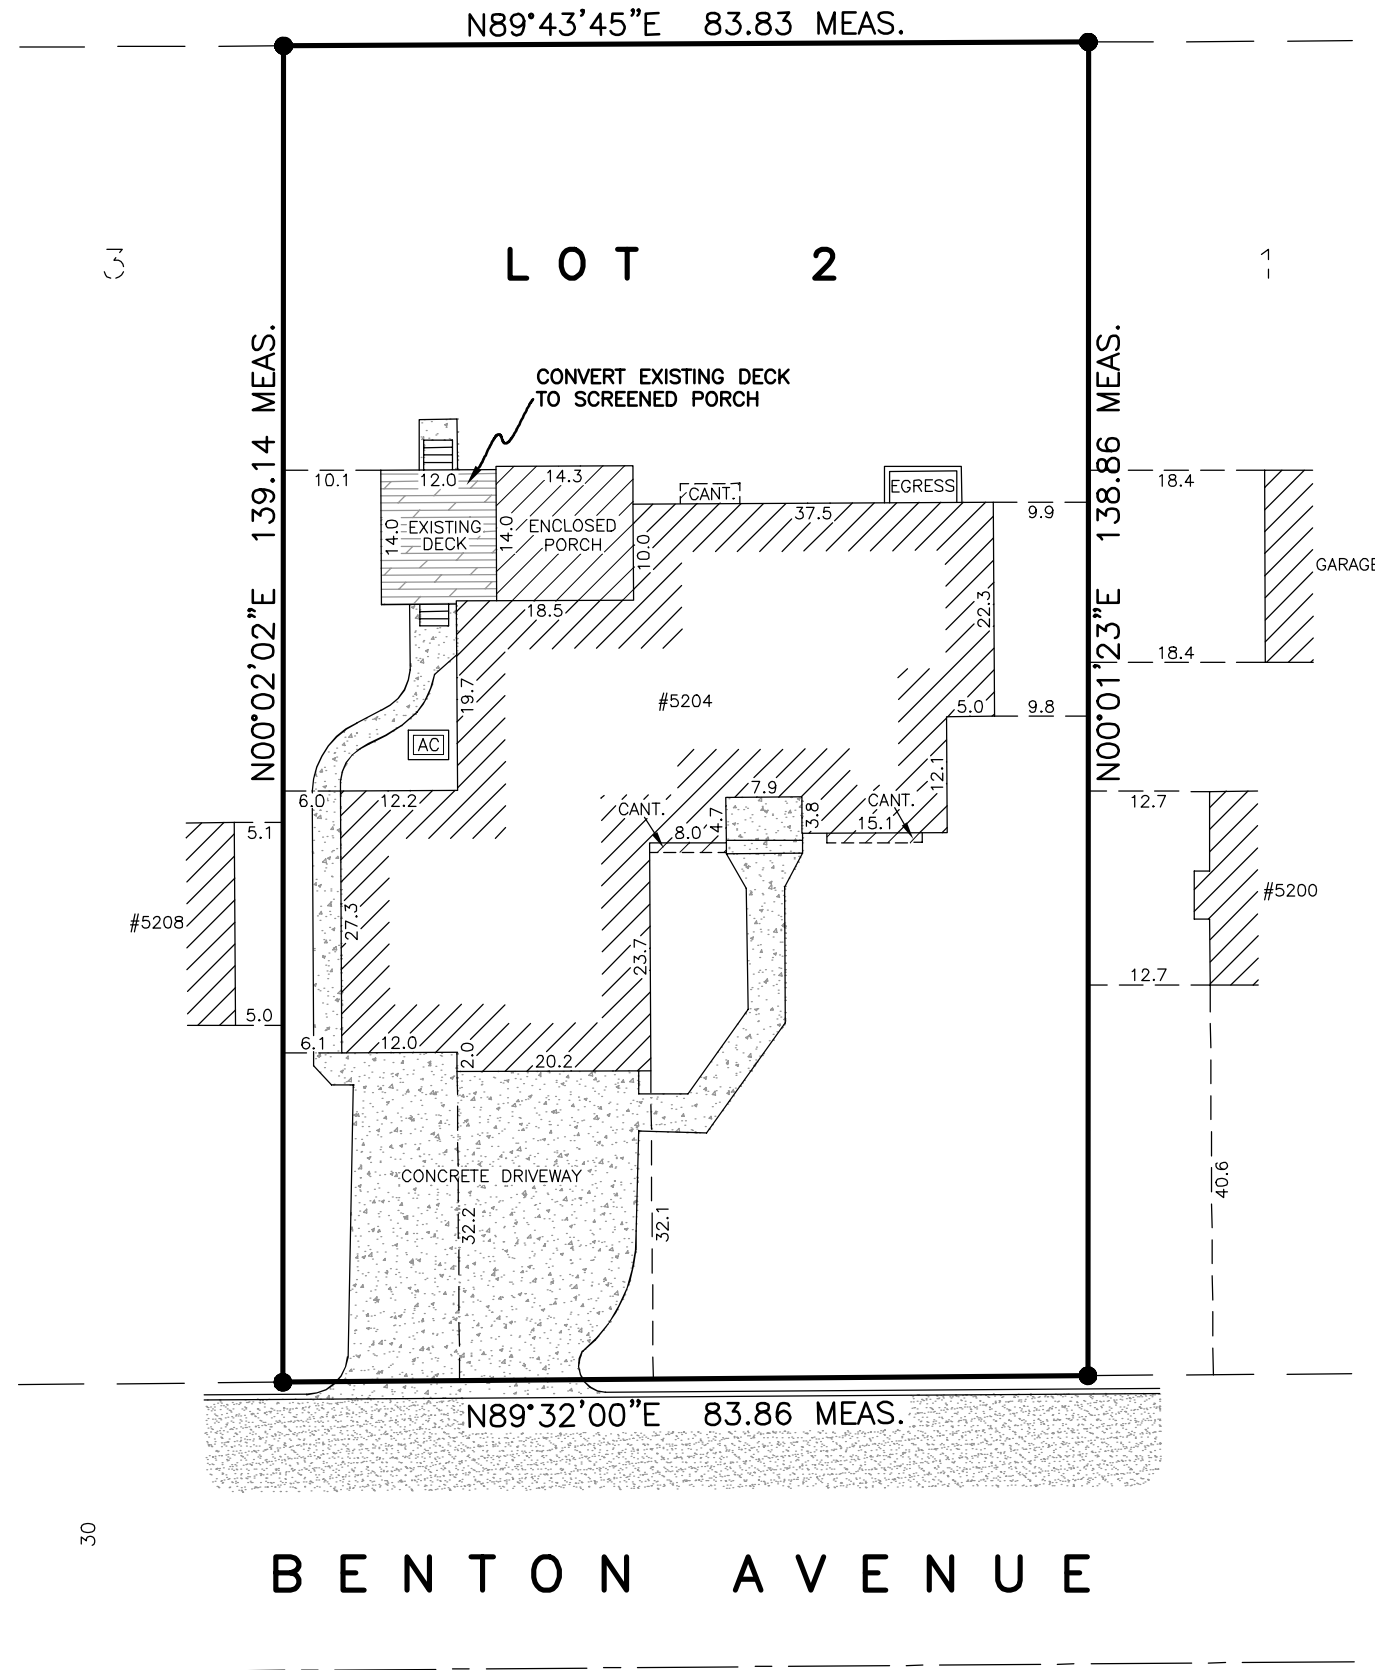 N89°43'45"E 83.83 MEAS.
3
LOT 2
1
N00°02'02"E 139.14 MEAS.
N00°01'23"E 138.86 MEAS.
CONVERT EXISTING DECK
TO SCREENED PORCH
10.1
12.0
14.3
CANT.
EGRESS
18.4
37.5
9.9
14.0
EXISTING
DECK
14.0
ENCLOSED
PORCH
10.0
GARAGE
18.5
22.3
18.4
19.7
#5204
5.0
9.8
AC
12.1
7.9
6.0
12.2
CANT.
CANT.
12.7
4.7
3.8
5.1
8.0
15.1
#5208
27.3
#5200
23.7
12.7
5.0
6.1
12.0
2.0
20.2
CONCRETE DRIVEWAY
32.2
32.1
40.6
N89°32'00"E 83.86 MEAS.
30
BENTON AVENUE